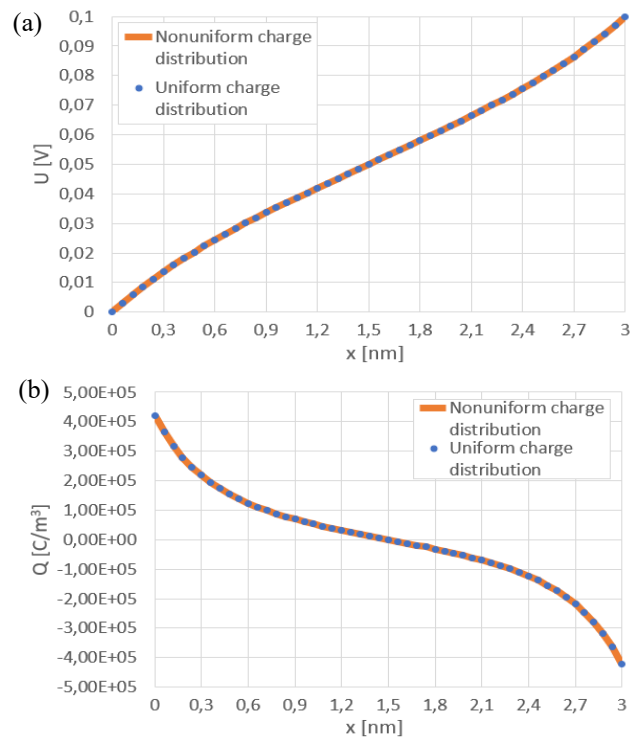 (a)
0,1
0,09
0,08
0,07
0,06
0,05
0,04
0,03
0,02
0,01
0
U [V]
Nonuniform charge
distribution
Uniform charge
distribution
0 0,3 0,6 0,9 1,2 1,5 1,8 2,1 2,4 2,7 3
x [nm]
(b)
5,00E+05
4,00E+05
3,00E+05
2,00E+05
1,00E+05
0,00E+00
-1,00E+05
-2,00E+05
-3,00E+05
-4,00E+05
-5,00E+05
Q [C/m³]
Nonuniform charge
distribution
Uniform charge
distribution
0 0,3 0,6 0,9 1,2 1,5 1,8 2,1 2,4 2,7 3
x [nm]